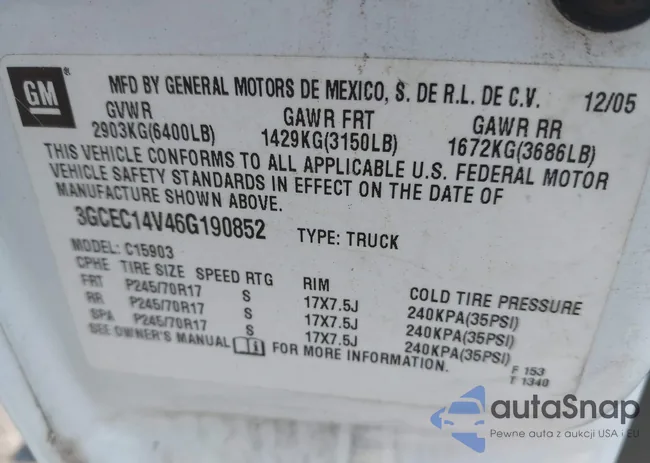 GM
MFD BY GENERAL MOTORS DE MEXICO, S. DE R.L. DE C.V. 12/05
GVWR GAWR FRT GAWR RR
2903KG(6400LB) 1429KG(3150LB) 1672KG(3686LB)
THIS VEHICLE CONFORMS TO ALL APPLICABLE U.S. FEDERAL MOTOR
VEHICLE SAFETY STANDARDS IN EFFECT ON THE DATE OF
MANUFACTURE SHOWN ABOVE.
3GCEC14V46G190852 TYPE: TRUCK
MODEL: C15903
CPHE TIRE SIZE SPEED RTG RIM COLD TIRE PRESSURE
FRT P245/70R17 S 17X7.5J 240KPA(35PSI)
RR P245/70R17 S 17X7.5J 240KPA(35PSI)
SPA P245/70R17 S 17X7.5J 240KPA(35PSI)
SEE OWNER'S MANUAL FOR MORE INFORMATION.
F 153
T 1340
autaSnap
Pewne auta z aukcji USA • EU